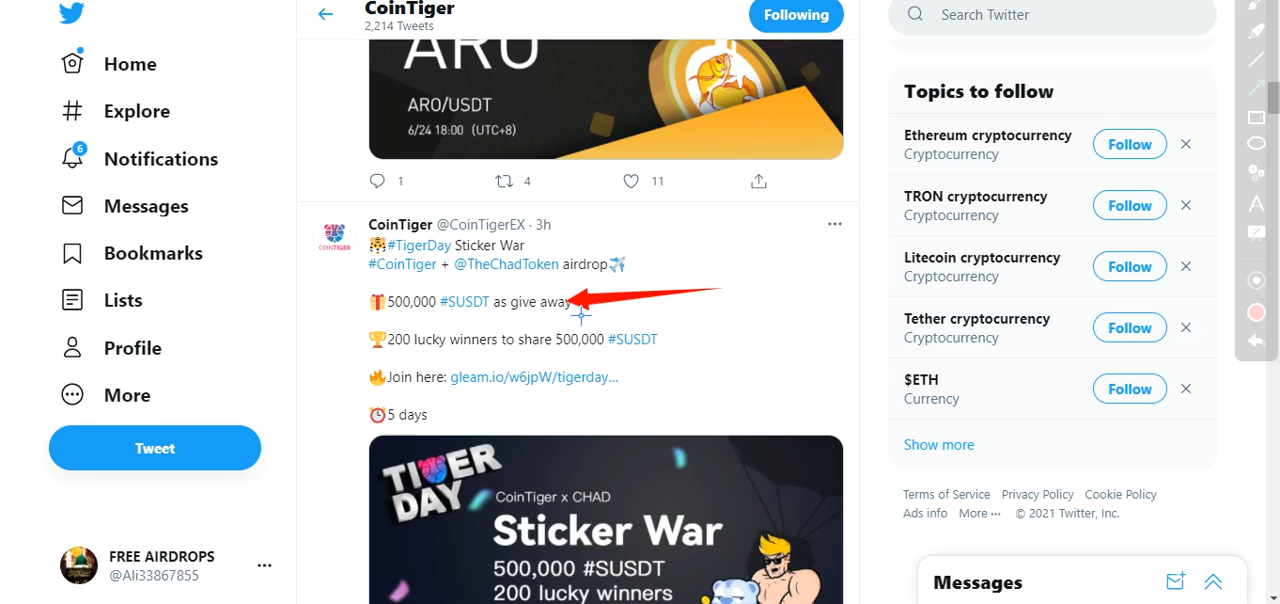 CoinTiger
2,214 Tweets
Following
Search Twitter
Home
Explore
6
Notifications
Messages
Bookmarks
Lists
Profile
More
Tweet
FREE AIRDROPS
@Ali33867855
ARO
ARO/USDT
6/24 18:00 (UTC+8)
1
4
11
COINTIGER
CoinTiger @CoinTigerEX · 3h
#TigerDay Sticker War
#CoinTiger + @TheChadToken airdrop
500,000 #SUSDT as give away
200 lucky winners to share 500,000 #SUSDT
Join here: gleam.io/w6jpW/tigerday...
5 days
TIGER DAY
CoinTiger x CHAD
Sticker War
500,000 #SUSDT
200 lucky winners
Topics to follow
Ethereum cryptocurrency
Cryptocurrency
Follow
TRON cryptocurrency
Cryptocurrency
Follow
Litecoin cryptocurrency
Cryptocurrency
Follow
Tether cryptocurrency
Cryptocurrency
Follow
$ETH
Currency
Follow
Show more
Terms of Service Privacy Policy Cookie Policy
Ads info More ··· © 2021 Twitter, Inc.
Messages
A